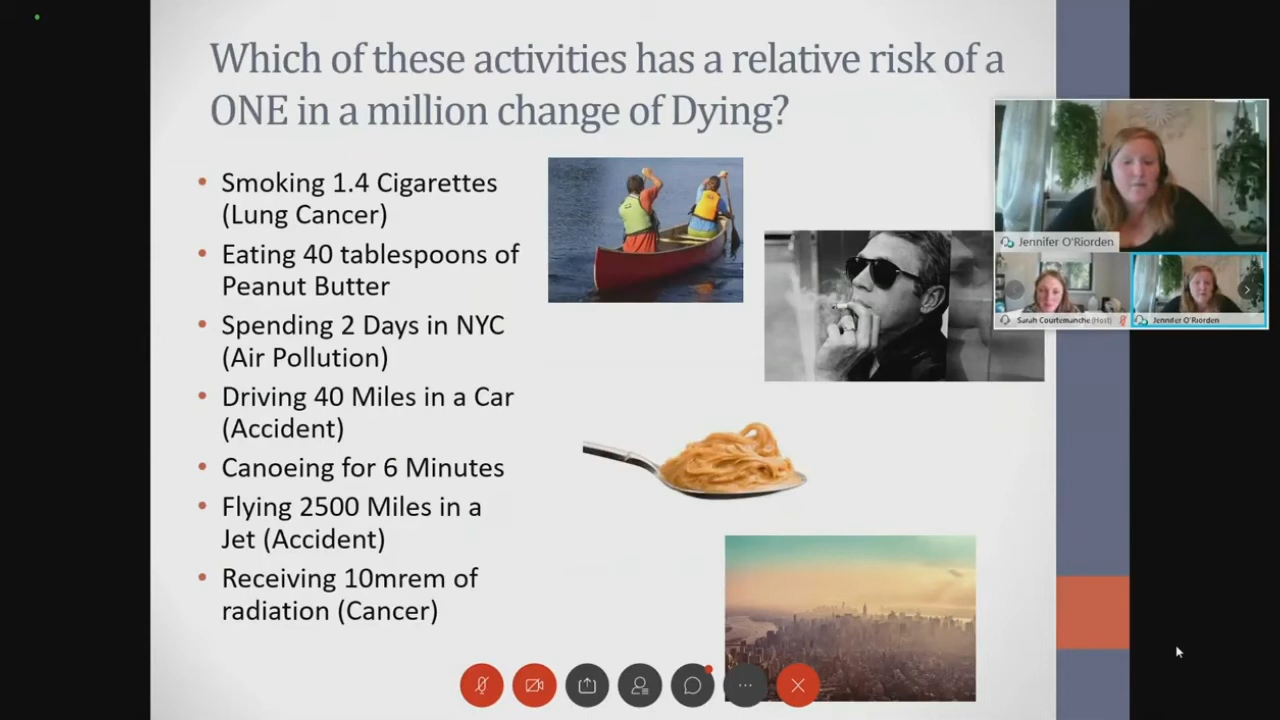 Which of these activities has a relative risk of a
ONE in a million change of Dying?
• Smoking 1.4 Cigarettes
(Lung Cancer)
• Eating 40 tablespoons of
Peanut Butter
• Spending 2 Days in NYC
(Air Pollution)
• Driving 40 Miles in a Car
(Accident)
• Canoeing for 6 Minutes
• Flying 2500 Miles in a
Jet (Accident)
• Receiving 10mrem of
radiation (Cancer)
Jennifer O'Riorden
Sarah Courtemanche (Host)
Jennifer O'Riorden